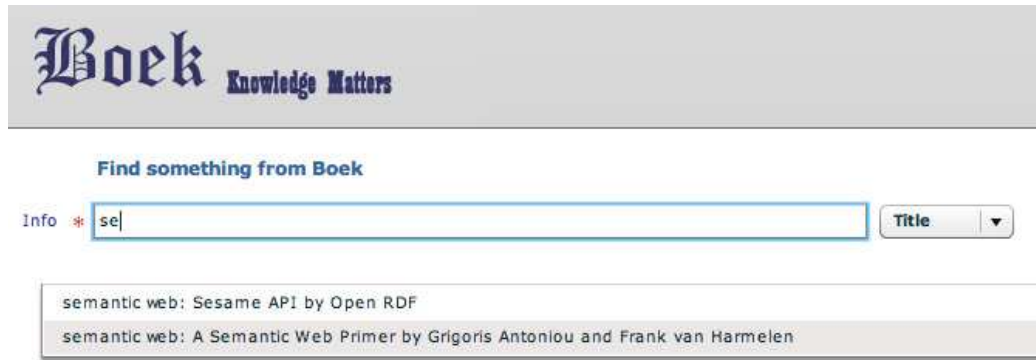 Boek Knowledge Matters
Find something from Boek
Info * se Title
semantic web: Sesame API by Open RDF
semantic web: A Semantic Web Primer by Grigoris Antoniou and Frank van Harmelen